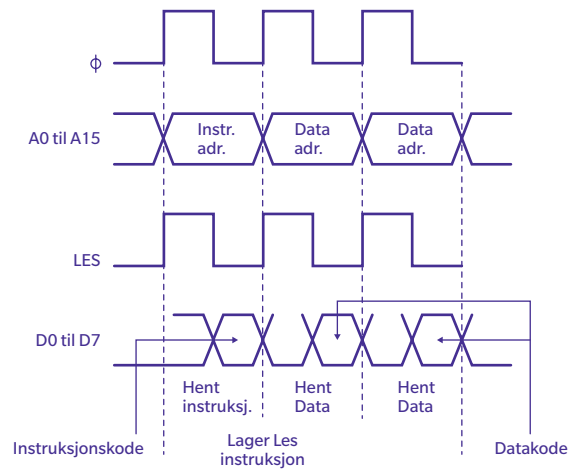 ϕ
A0 til A15
Instr.
adr.
Data
adr.
Data
adr.
LES
D0 til D7
Hent
instruksj.
Hent
Data
Hent
Data
Instruksjonskode
Lager Les
instruksjon
Datakode